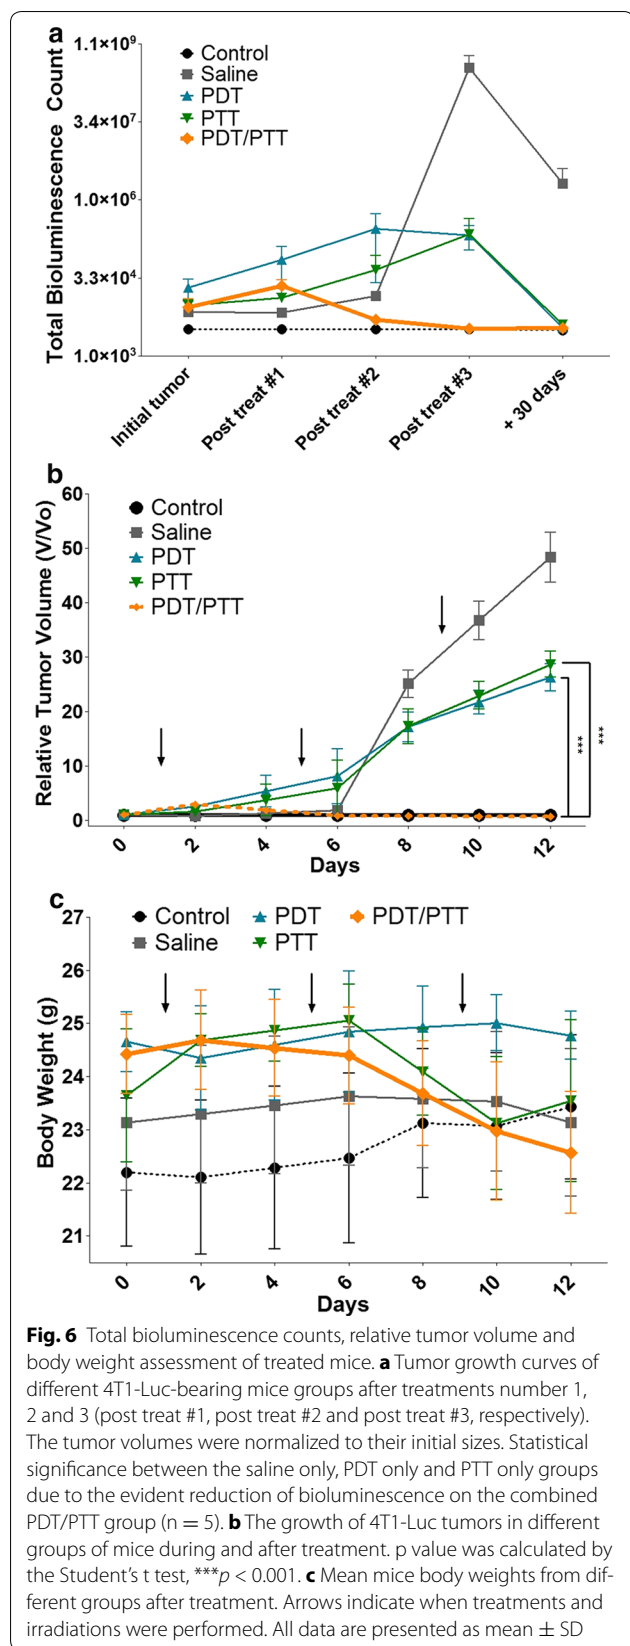 a
1.1×10⁹
3.4×10⁷
1.0×10⁶
3.3×10⁴
1.0×10³
Total Bioluminescence Count
Control
Saline
PDT
PTT
PDT/PTT
Initial tumor
Post treat #1
Post treat #2
Post treat #3
+ 30 days
b
60
50
40
30
20
10
0
Relative Tumor Volume (V/Vo)
Control
Saline
PDT
PTT
PDT/PTT
***
***
0 2 4 6 8 10 12
Days
c
27
26
25
24
23
22
21
Body Weight (g)
Control PDT PDT/PTT
Saline PTT
0 2 4 6 8 10 12
Days
Fig. 6 Total bioluminescence counts, relative tumor volume and
body weight assessment of treated mice. a Tumor growth curves of
different 4T1-Luc-bearing mice groups after treatments number 1,
2 and 3 (post treat #1, post treat #2 and post treat #3, respectively).
The tumor volumes were normalized to their initial sizes. Statistical
significance between the saline only, PDT only and PTT only groups
due to the evident reduction of bioluminescence on the combined
PDT/PTT group (n = 5). b The growth of 4T1-Luc tumors in different
groups of mice during and after treatment. p value was calculated by
the Student's t test, ***p < 0.001. c Mean mice body weights from dif-
ferent groups after treatment. Arrows indicate when treatments and
irradiations were performed. All data are presented as mean ± SD